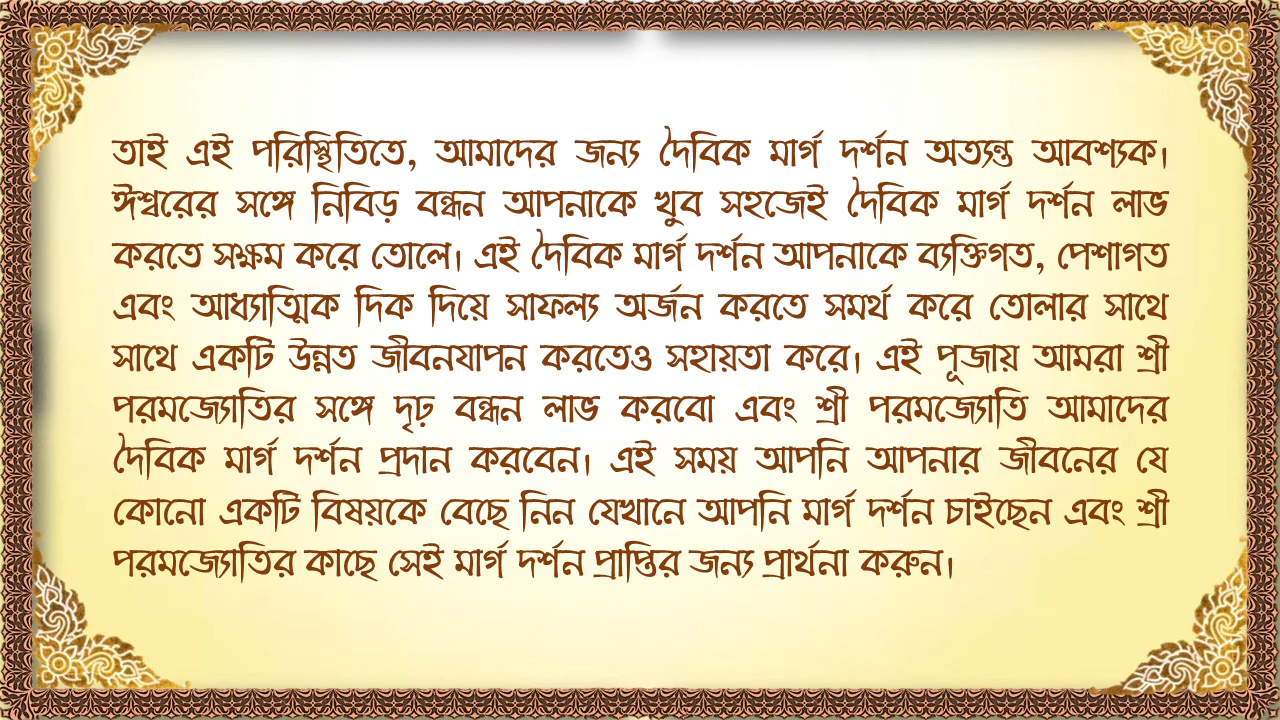 তাই এই পরিস্থিতিতে, আমাদের জন্য দৈবিক মার্গ দর্শন অত্যন্ত আবশ্যক।
ঈশ্বরের সঙ্গে নিবিড় বন্ধন আপনাকে খুব সহজেই দৈবিক মার্গ দর্শন লাভ
করতে সক্ষম করে তোলে। এই দৈবিক মার্গ দর্শন আপনাকে ব্যক্তিগত, পেশাগত
এবং আধ্যাত্মিক দিক দিয়ে সাফল্য অর্জন করতে সমর্থ করে তোলার সাথে
সাথে একটি উন্নত জীবনযাপন করতেও সহায়তা করে। এই পূজায় আমরা শ্রী
পরমজ্যোতির সঙ্গে দৃঢ় বন্ধন লাভ করবো এবং শ্রী পরমজ্যোতি আমাদের
দৈবিক মার্গ দর্শন প্রদান করবেন। এই সময় আপনি আপনার জীবনের যে
কোনো একটি বিষয়কে বেছে নিন যেখানে আপনি মার্গ দর্শন চাইছেন এবং শ্রী
পরমজ্যোতির কাছে সেই মার্গ দর্শন প্রাপ্তির জন্য প্রার্থনা করুন।